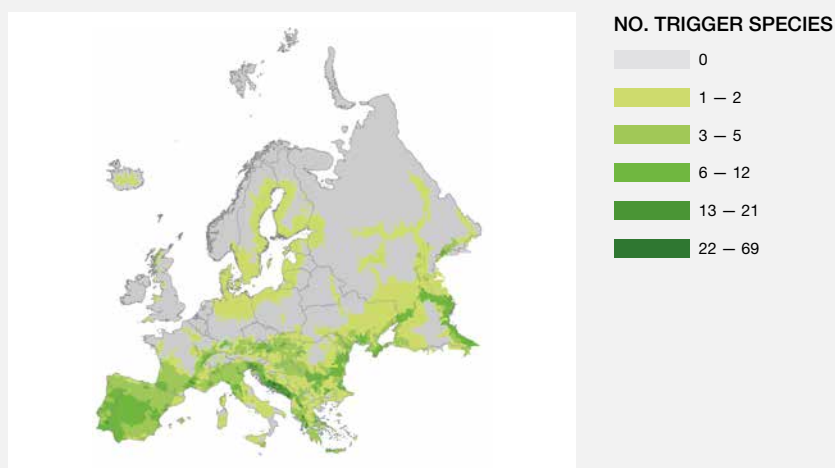 NO. TRIGGER SPECIES
0
1 — 2
3 — 5
6 — 12
13 — 21
22 — 69